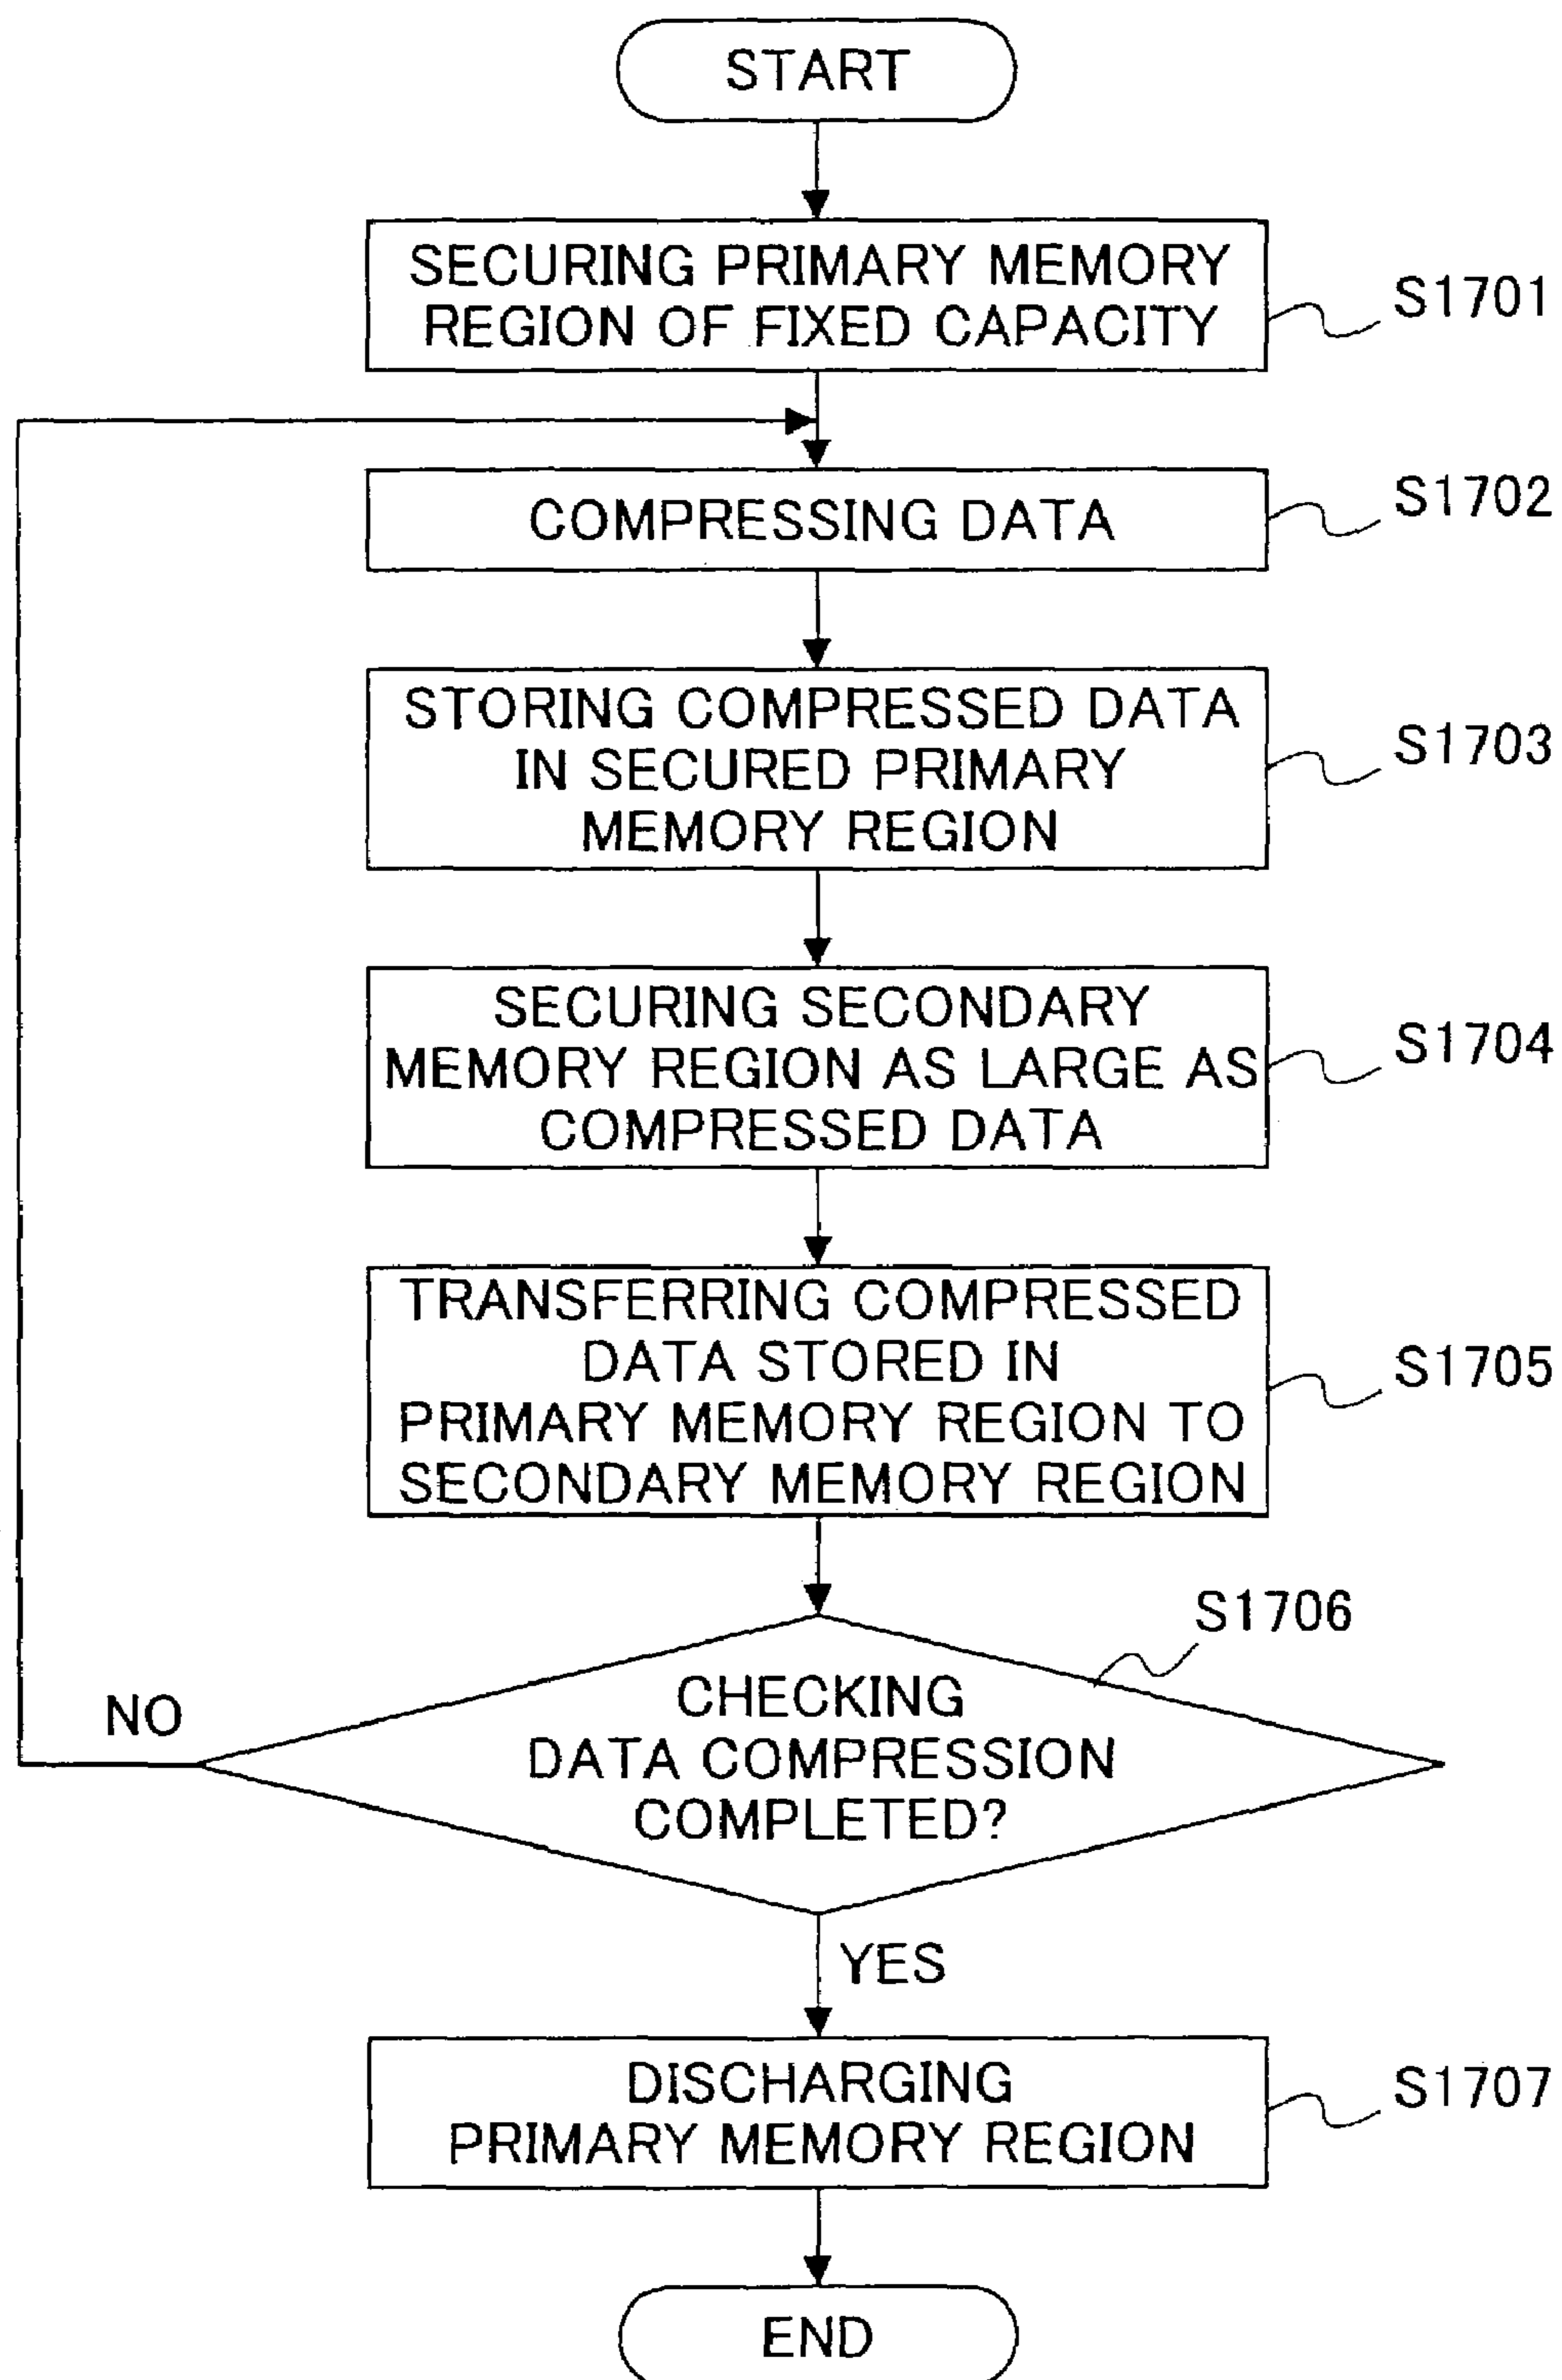 START
SECURING PRIMARY MEMORY
REGION OF FIXED CAPACITY
S1701
COMPRESSING DATA
S1702
STORING COMPRESSED DATA
IN SECURED PRIMARY
MEMORY REGION
S1703
SECURING SECONDARY
MEMORY REGION AS LARGE AS
COMPRESSED DATA
S1704
TRANSFERRING COMPRESSED
DATA STORED IN
PRIMARY MEMORY REGION TO
SECONDARY MEMORY REGION
S1705
S1706
CHECKING
DATA COMPRESSION
COMPLETED?
NO
YES
DISCHARGING
PRIMARY MEMORY REGION
S1707
END